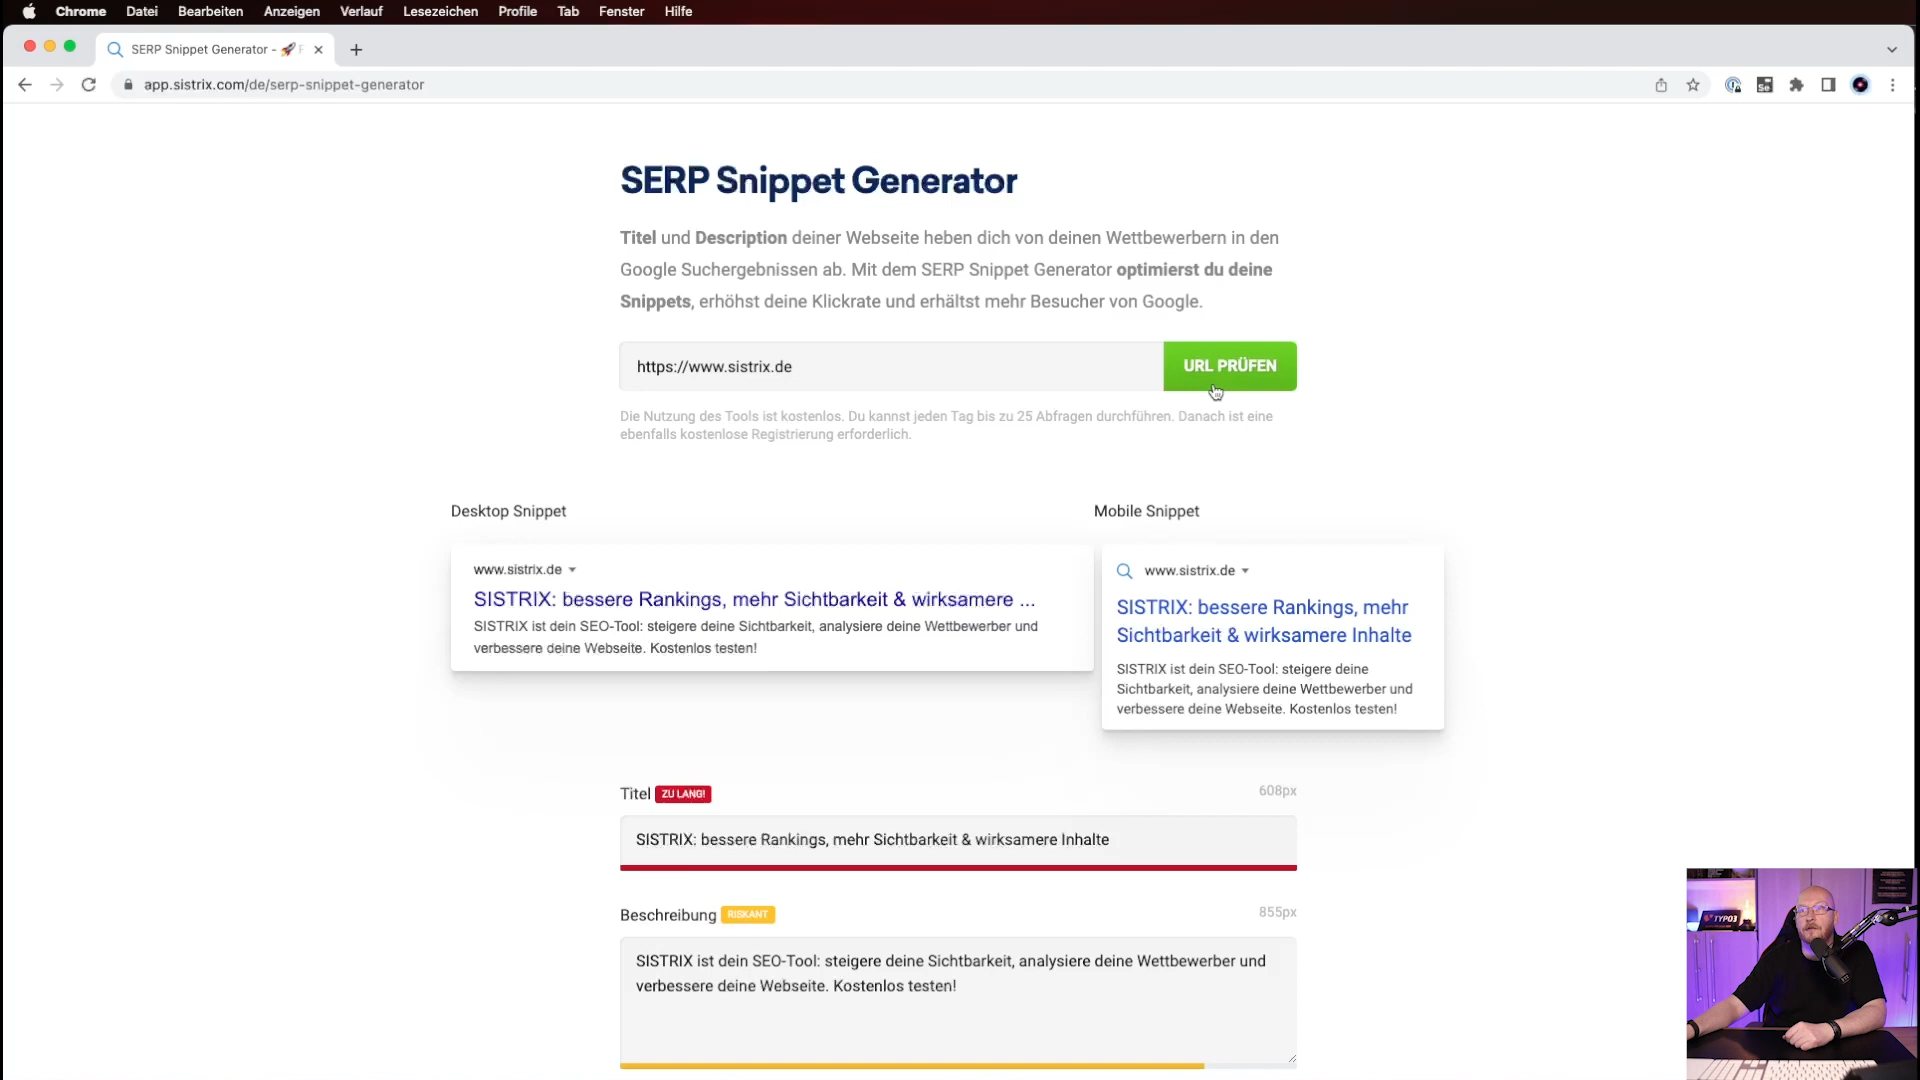 Chrome Datei Bearbeiten Anzeigen Verlauf Lesezeichen Profile Tab Fenster Hilfe
SERP Snippet Generator - 🚀
app.sistrix.com/de/serp-snippet-generator
SERP Snippet Generator
Titel und Description deiner Webseite heben dich von deinen Wettbewerbern in den
Google Suchergebnissen ab. Mit dem SERP Snippet Generator optimierst du deine
Snippets, erhöhst deine Klickrate und erhältst mehr Besucher von Google.
https://www.sistrix.de
URL PRÜFEN
Die Nutzung des Tools ist kostenlos. Du kannst jeden Tag bis zu 25 Abfragen durchführen. Danach ist eine
ebenfalls kostenlose Registrierung erforderlich.
Desktop Snippet
www.sistrix.de
SISTRIX: bessere Rankings, mehr Sichtbarkeit & wirksamere ...
SISTRIX ist dein SEO-Tool: steigere deine Sichtbarkeit, analysiere deine Wettbewerber und
verbessere deine Webseite. Kostenlos testen!
Mobile Snippet
www.sistrix.de
SISTRIX: bessere Rankings, mehr
Sichtbarkeit & wirksamere Inhalte
SISTRIX ist dein SEO-Tool: steigere deine
Sichtbarkeit, analysiere deine Wettbewerber und
verbessere deine Webseite. Kostenlos testen!
Titel ZU LANG! 608px
SISTRIX: bessere Rankings, mehr Sichtbarkeit & wirksamere Inhalte
Beschreibung RISKANT 855px
SISTRIX ist dein SEO-Tool: steigere deine Sichtbarkeit, analysiere deine Wettbewerber und
verbessere deine Webseite. Kostenlos testen!
TYPO3